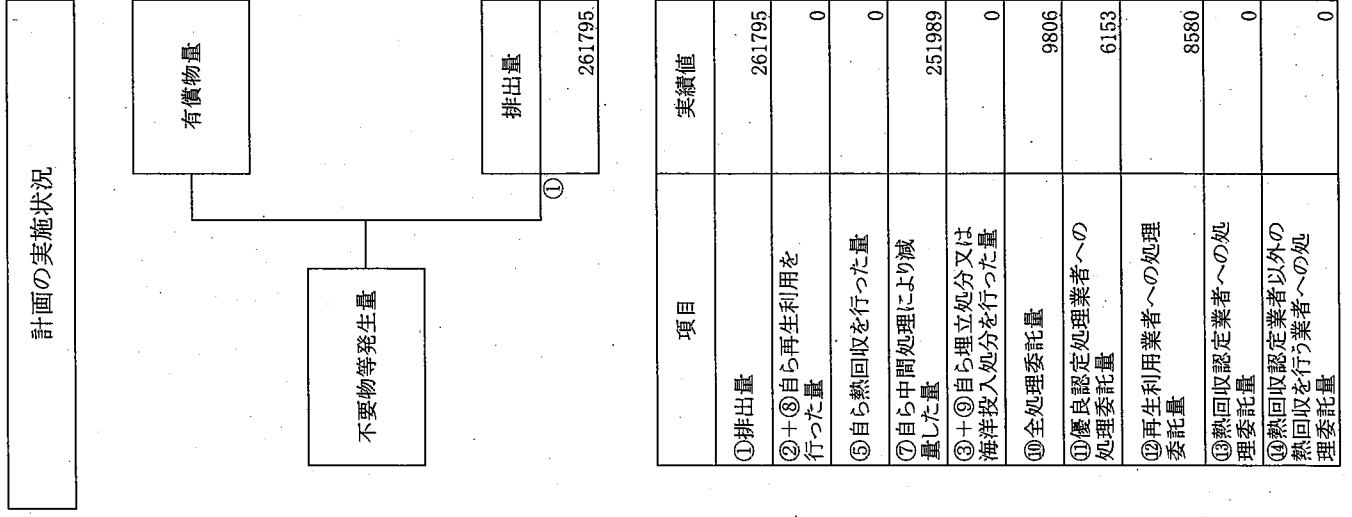 計画の実施状況
有償物量
不要物等発生量
排出量
①
261795
項目
実績値
①排出量
261795
②+⑧自ら再生利用を
行った量
0
⑤自ら熱回収を行った量
0
⑦自ら中間処理により減
量した量
251989
③+⑨自ら埋立処分又は
海洋投入処分を行った量
0
⑩全処理委託量
9806
⑪優良認定処理業者への
処理委託量
6153
⑫再生利用業者への処理
委託量
8580
⑬熱回収認定業者への処
理委託量
0
⑭熱回収認定業者以外の
熱回収を行う業者への処
理委託量
0